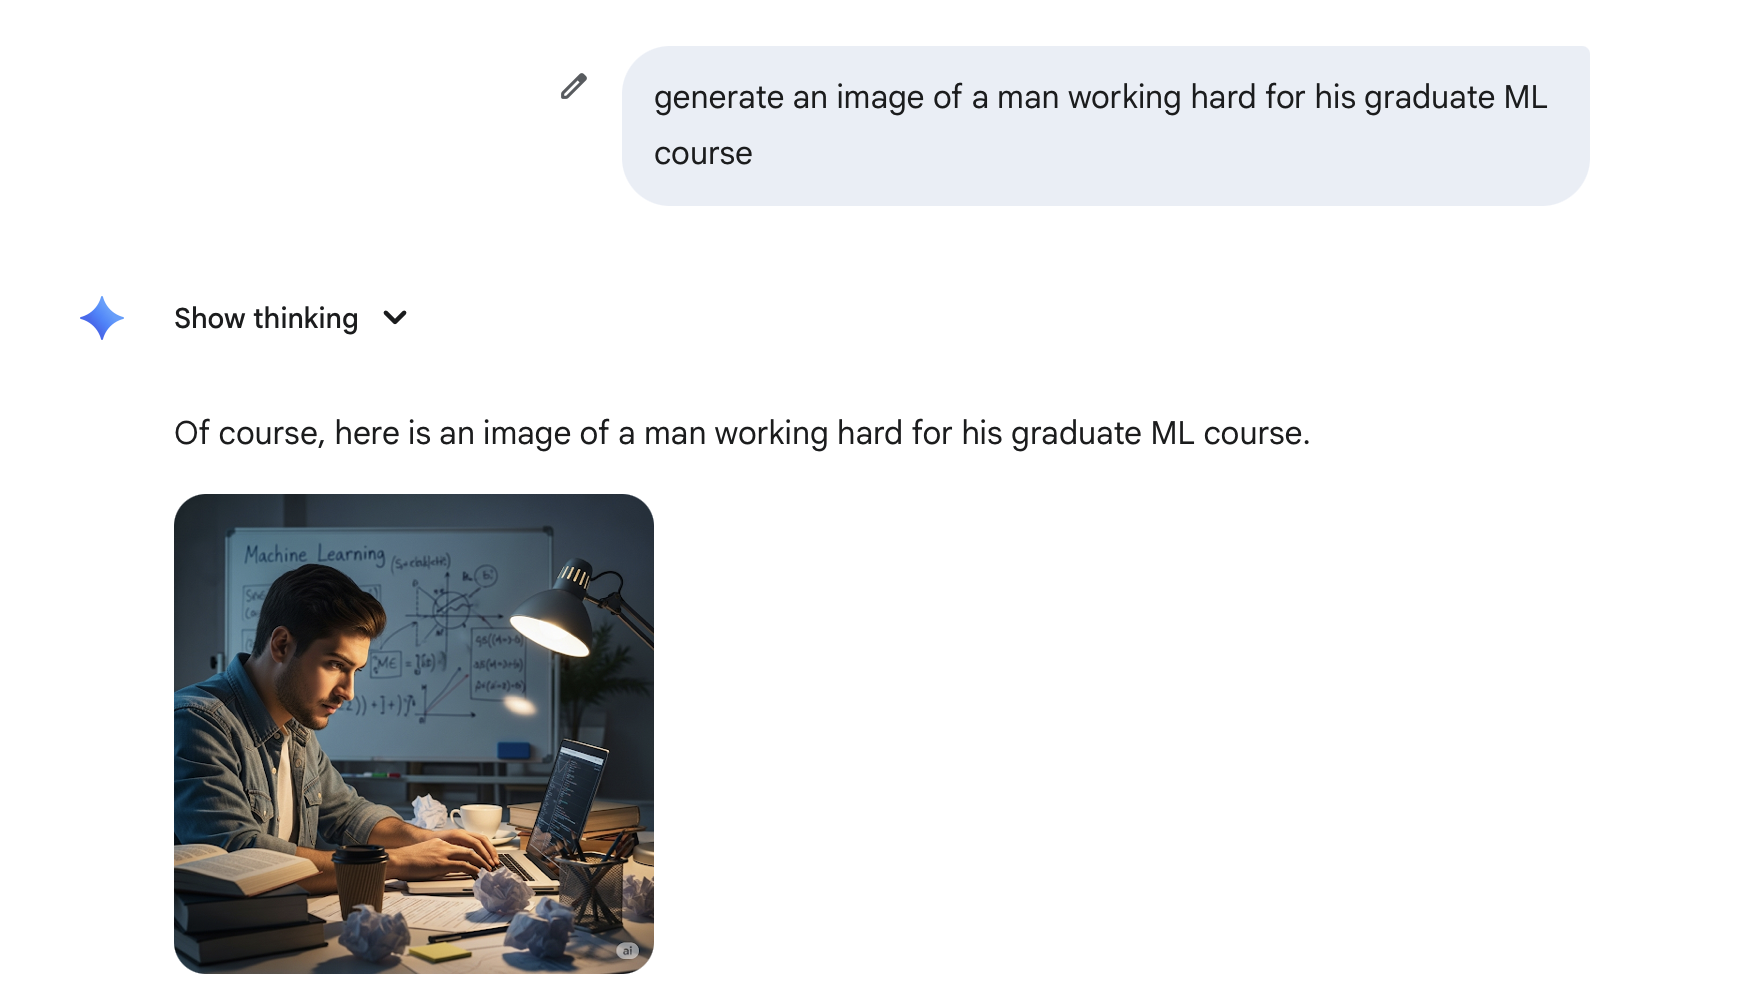 generate an image of a man working hard for his graduate ML
course
Show thinking
Of course, here is an image of a man working hard for his graduate ML course.
Machine Learning
ai